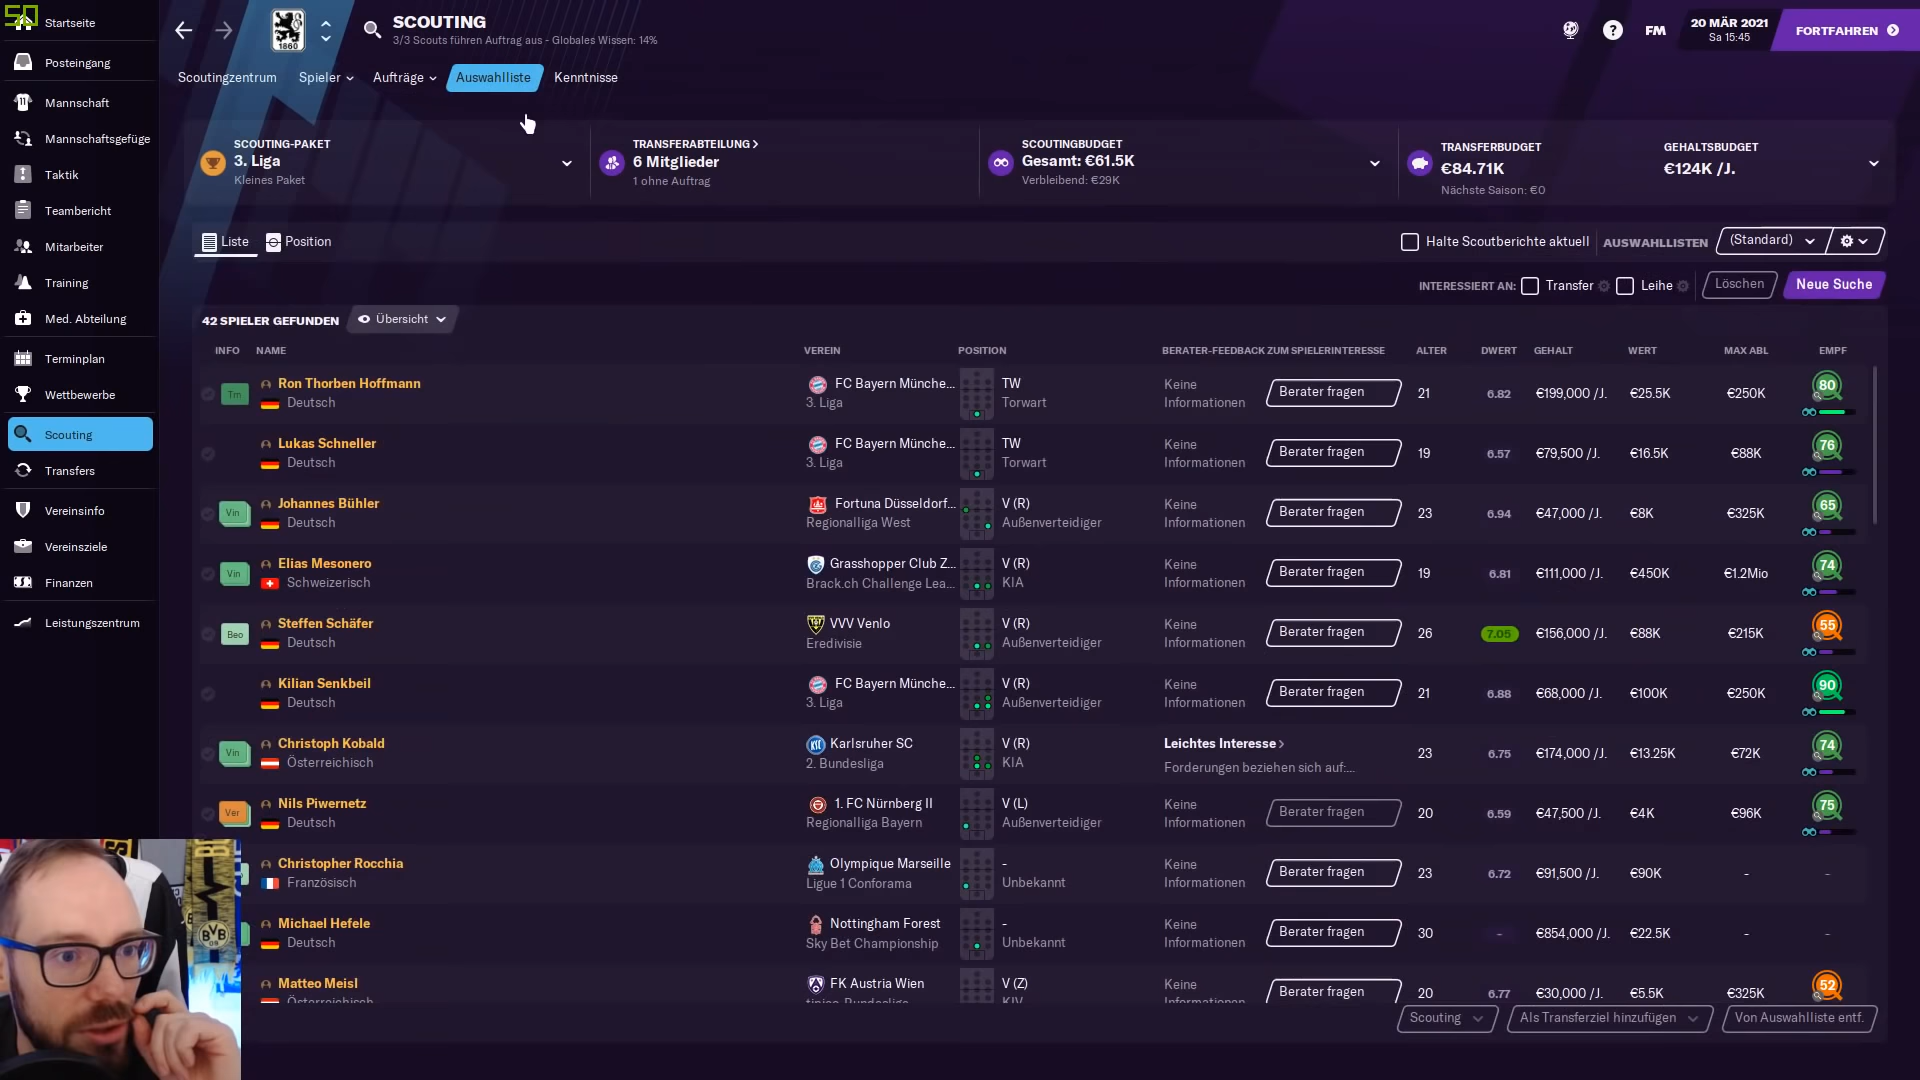 50
Startseite
Posteingang
Mannschaft
Mannschaftsgefüge
Taktik
Teambericht
Mitarbeiter
Training
Med. Abteilung
Terminplan
Wettbewerbe
Scouting
Transfers
Vereinsinfo
Vereinsziele
Finanzen
Leistungszentrum
1860
SCOUTING
3/3 Scouts führen Auftrag aus - Globales Wissen: 14%
FM
20 MÄR 2021
Sa 15:45
FORTFAHREN
Scoutingzentrum Spieler Aufträge Auswahlliste Kenntnisse
SCOUTING-PAKET
3. Liga
Kleines Paket
TRANSFERABTEILUNG
6 Mitglieder
1 ohne Auftrag
SCOUTINGBUDGET
Gesamt: €61.5K
Verbleibend: €29K
TRANSFERBUDGET
€84.71K
Nächste Saison: €0
GEHALTSBUDGET
€124K /J.
Liste Position
Halte Scoutberichte aktuell AUSWAHLLISTEN (Standard)
INTERESSIERT AN: Transfer Leihe Löschen Neue Suche
42 SPIELER GEFUNDEN Übersicht
INFO NAME VEREIN POSITION BERATER-FEEDBACK ZUM SPIELERINTERESSE ALTER DWERT GEHALT WERT MAX ABL EMPF
Trn Ron Thorben Hoffmann FC Bayern Münche... TW Keine Informationen Berater fragen 21 6.82 €199,000 /J. €25.5K €250K 80
Deutsch 3. Liga Torwart
Lukas Schneller FC Bayern Münche... TW Keine Informationen Berater fragen 19 6.57 €79,500 /J. €16.5K €88K 76
Deutsch 3. Liga Torwart
Vin Johannes Bühler Fortuna Düsseldorf... V (R) Keine Informationen Berater fragen 23 6.94 €47,000 /J. €8K €325K 65
Deutsch Regionalliga West Außenverteidiger
Vin Elias Mesonero Grasshopper Club Z... V (R) Keine Informationen Berater fragen 19 6.81 €111,000 /J. €450K €1.2Mio 74
Schweizerisch Brack.ch Challenge Lea... KIA
Beo Steffen Schäfer VVV Venlo V (R) Keine Informationen Berater fragen 26 7.05 €156,000 /J. €88K €215K 55
Deutsch Eredivisie Außenverteidiger
Kilian Senkbeil FC Bayern Münche... V (R) Keine Informationen Berater fragen 21 6.88 €68,000 /J. €100K €250K 90
Deutsch 3. Liga Außenverteidiger
Vin Christoph Kobald Karlsruher SC V (R) Leichtes Interesse 23 6.75 €174,000 /J. €13.25K €72K 74
Österreichisch 2. Bundesliga KIA Forderungen beziehen sich auf:...
Ver Nils Piwernetz 1. FC Nürnberg II V (L) Keine Informationen Berater fragen 20 6.59 €47,500 /J. €4K €96K 75
Deutsch Regionalliga Bayern Außenverteidiger
Christopher Rocchia Olympique Marseille - Keine Informationen Berater fragen 23 6.72 €91,500 /J. €90K - -
Französisch Ligue 1 Conforama Unbekannt
Michael Hefele Nottingham Forest - Keine Informationen Berater fragen 30 - €854,000 /J. €22.5K - -
Deutsch Sky Bet Championship Unbekannt
Matteo Meisl FK Austria Wien V (Z) Keine Informationen Berater fragen 20 6.77 €30,000 /J. €5.5K €325K 52
Österreichisch tipico-Bundesliga KIV
Scouting Als Transferziel hinzufügen Von Auswahlliste entf.
BVB
09